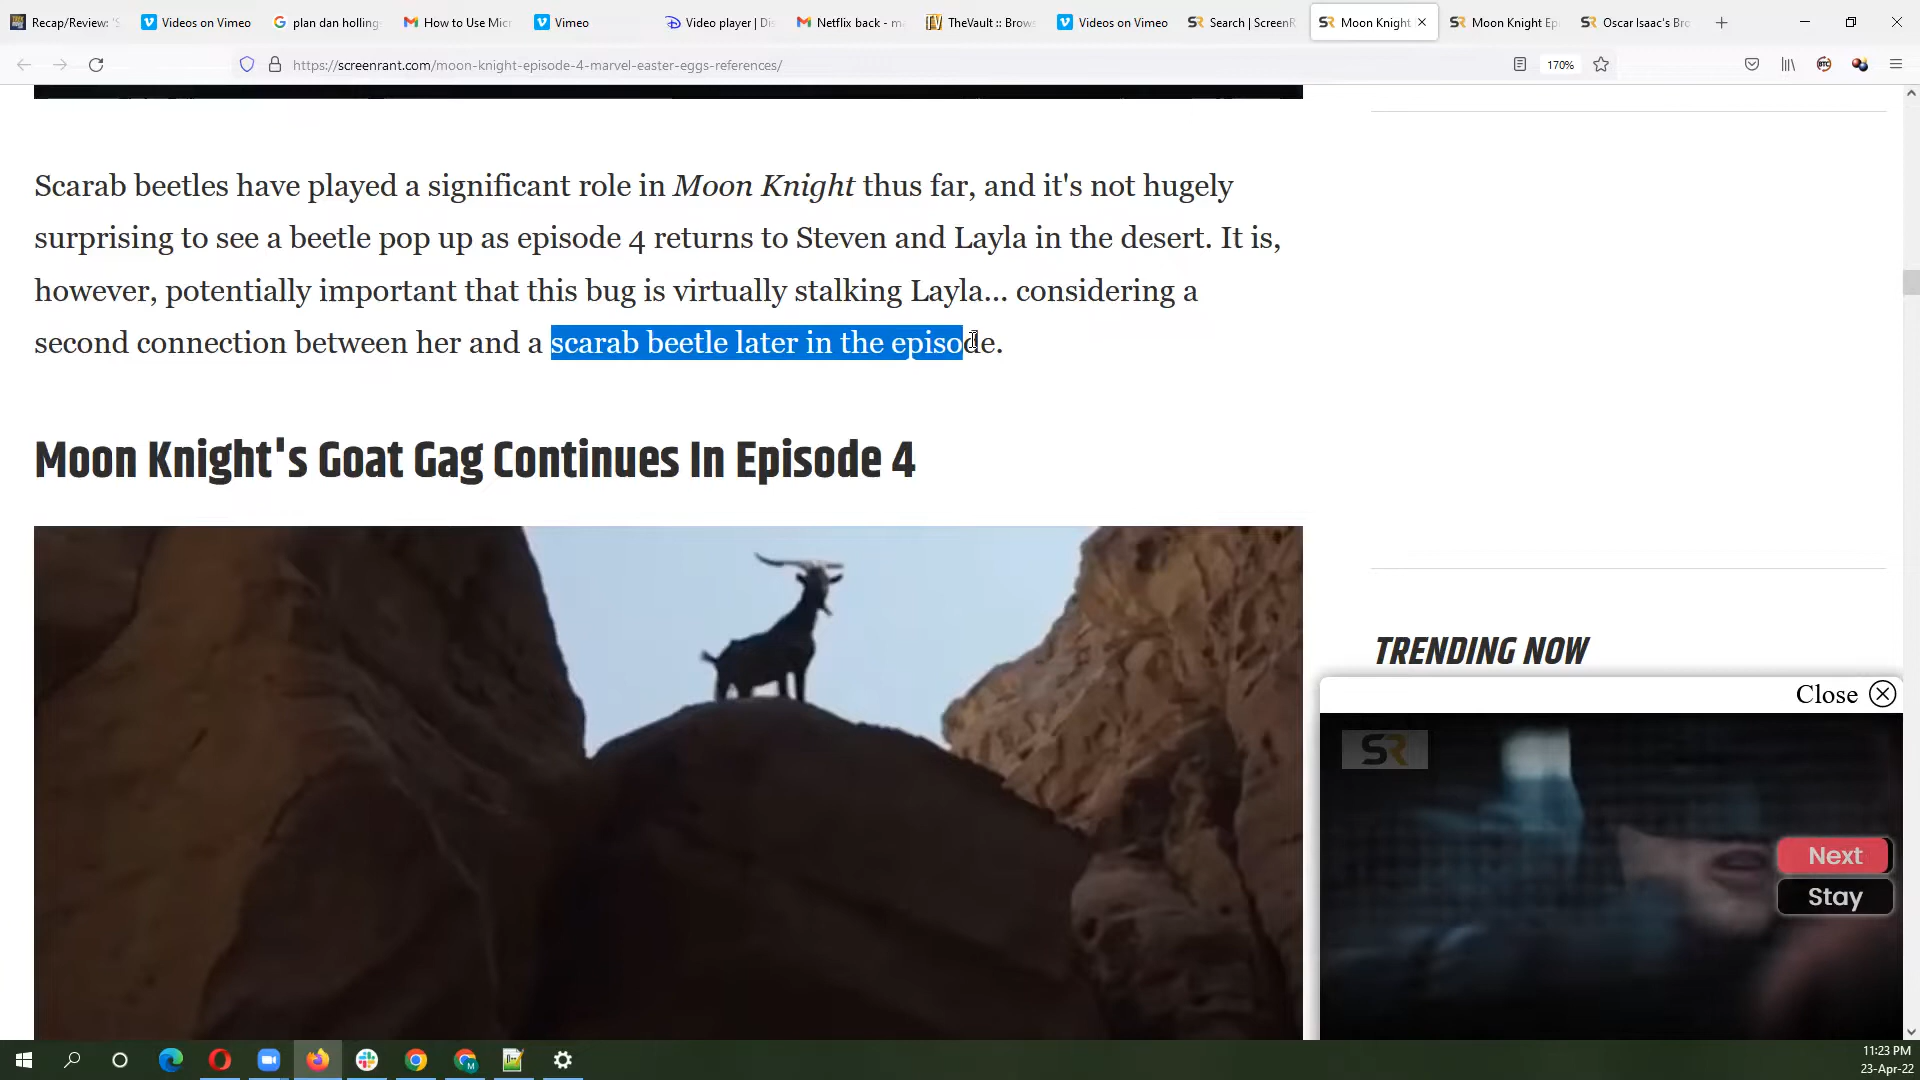 Recap/Review: 'S
Videos on Vimeo
plan dan holling
How to Use Micr
Vimeo
Video player | Dis
Netflix back - ma
TheVault :: Brows
Videos on Vimeo
Search | ScreenR
Moon Knight
Moon Knight Epi
Oscar Isaac's Bro
https://screenrant.com/moon-knight-episode-4-marvel-easter-eggs-references/
170%
Scarab beetles have played a significant role in Moon Knight thus far, and it's not hugely
surprising to see a beetle pop up as episode 4 returns to Steven and Layla in the desert. It is,
however, potentially important that this bug is virtually stalking Layla... considering a
second connection between her and a scarab beetle later in the episode.
Moon Knight's Goat Gag Continues In Episode 4
TRENDING NOW
Close
SR
Next
Stay
11:23 PM
23-Apr-22